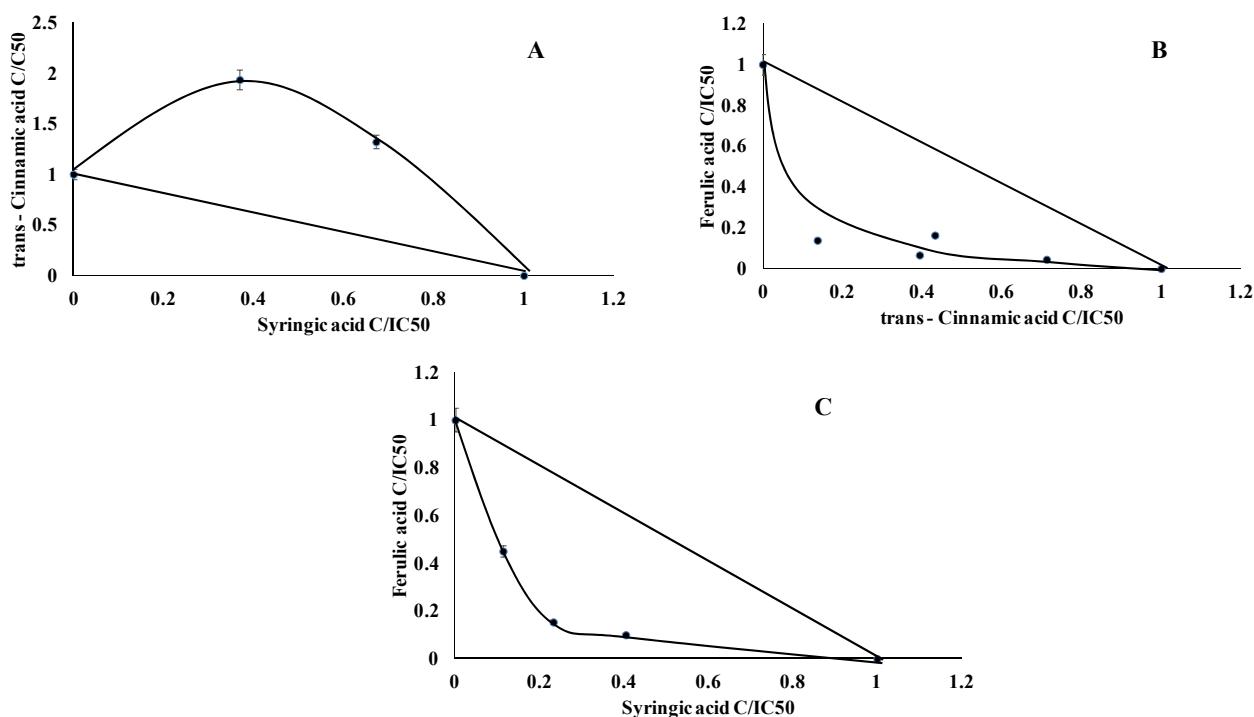 A
trans - Cinnamic acid C/C50
2.5
2
1.5
1
0.5
0
0 0.2 0.4 0.6 0.8 1 1.2
Syringic acid C/IC50
B
Ferulic acid C/IC50
1.2
1
0.8
0.6
0.4
0.2
0
0 0.2 0.4 0.6 0.8 1 1.2
trans - Cinnamic acid C/IC50
C
Ferulic acid C/IC50
1.2
1
0.8
0.6
0.4
0.2
0
0 0.2 0.4 0.6 0.8 1 1.2
Syringic acid C/IC50